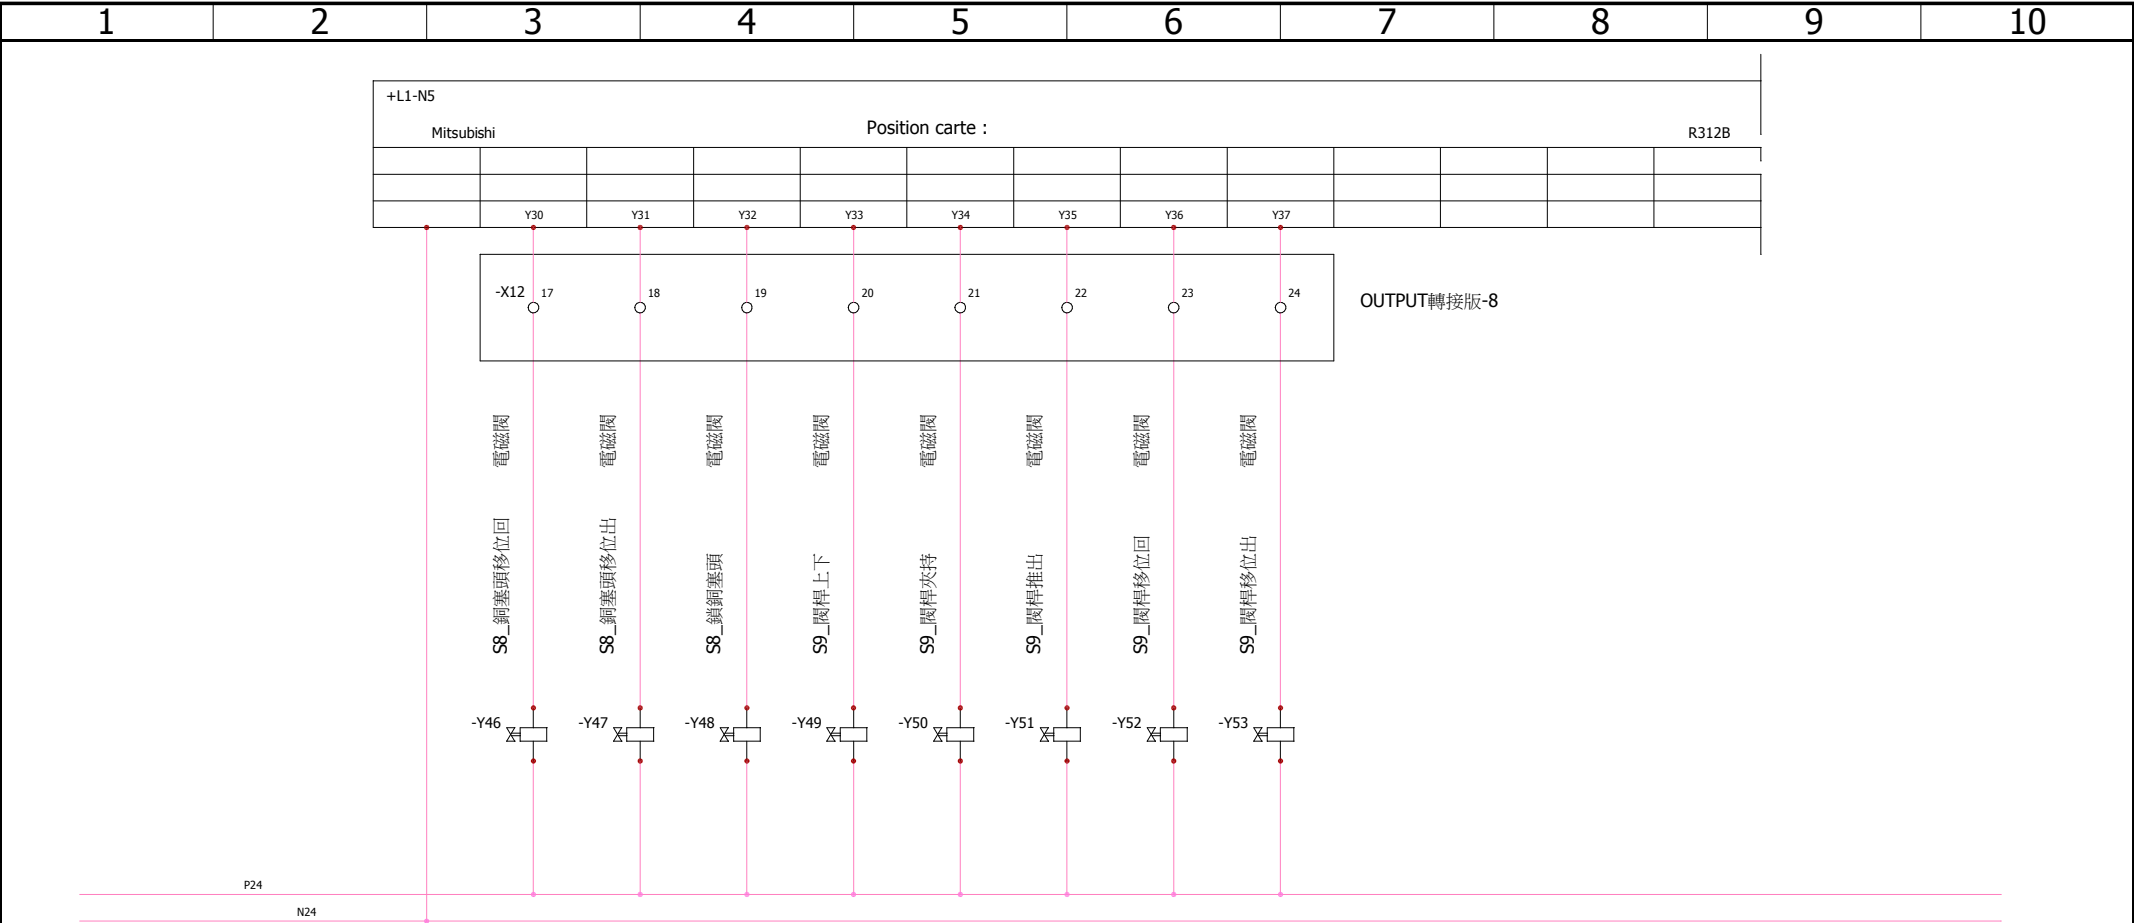 1 2 3 4 5 6 7 8 9 10
+L1-N5
Mitsubishi Position carte : R312B
Y30 Y31 Y32 Y33 Y34 Y35 Y36 Y37
-X12 17 18 19 20 21 22 23 24
OUTPUT轉接版-8
S8_銅塞頭移位回 電磁閥
S8_銅塞頭移位出 電磁閥
S8_鎖銅塞頭 電磁閥
S9_閥桿上下 電磁閥
S9_閥桿夾持 電磁閥
S9_閥桿推出 電磁閥
S9_閥桿移位回 電磁閥
S9_閥桿移位出 電磁閥
-Y46 -Y47 -Y48 -Y49 -Y50 -Y51 -Y52 -Y53
P24
N24